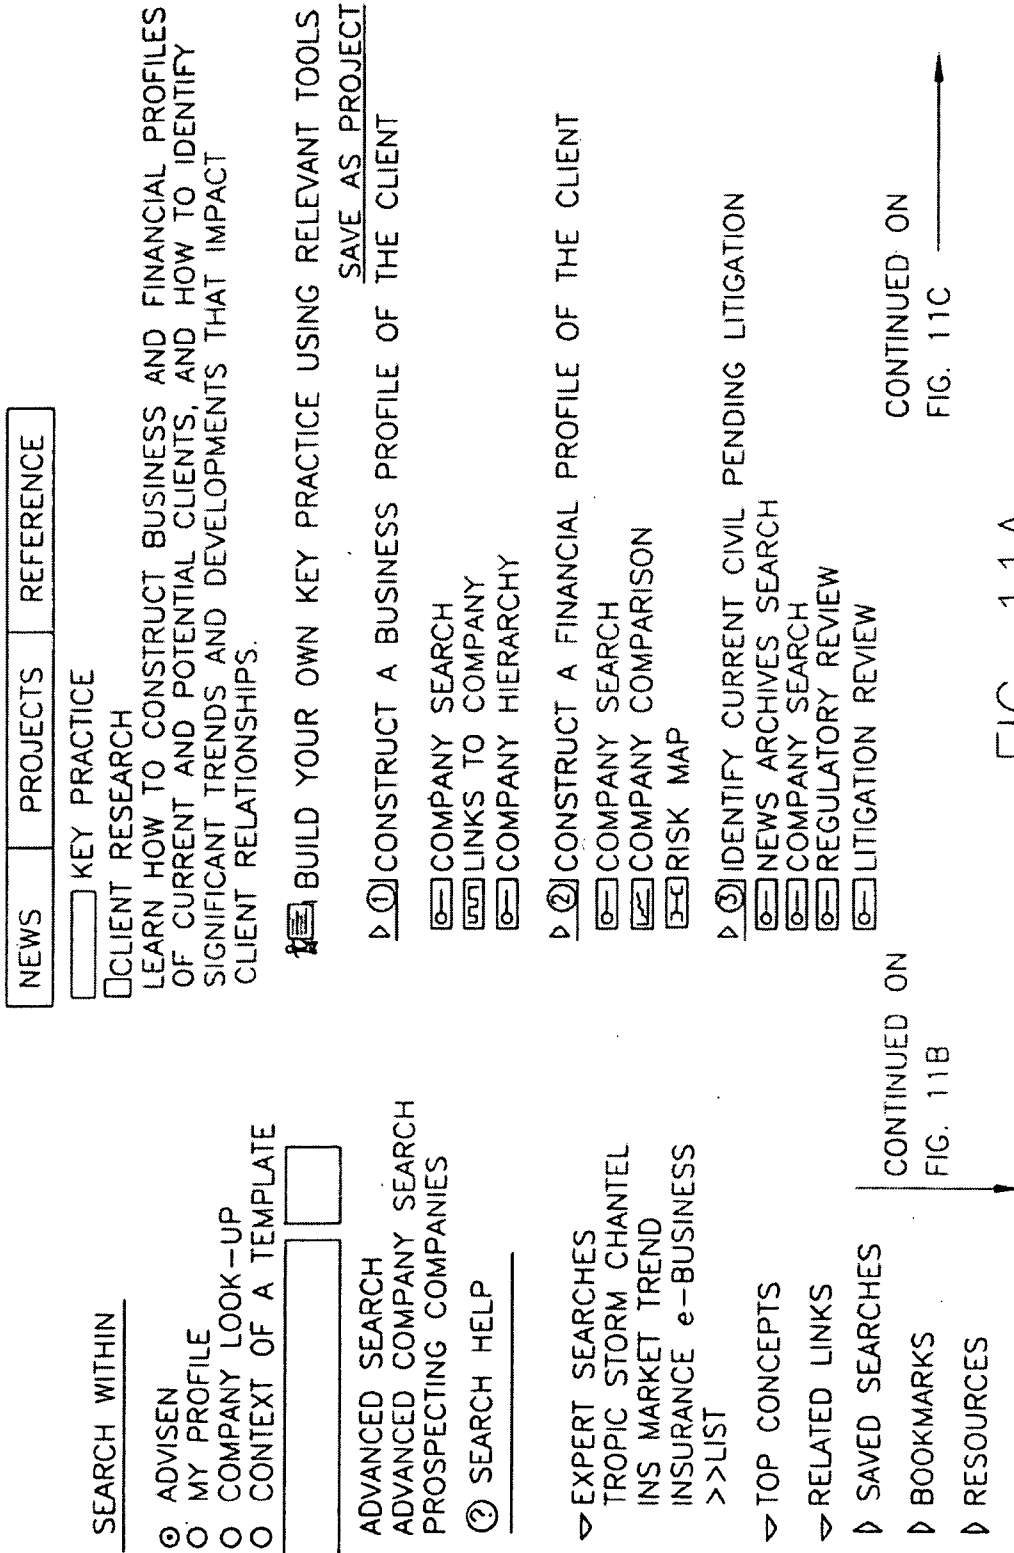 SEARCH WITHIN
ADVISEN
MY PROFILE
COMPANY LOOK-UP
CONTEXT OF A TEMPLATE
ADVANCED SEARCH
ADVANCED COMPANY SEARCH
PROSPECTING COMPANIES
? SEARCH HELP
EXPERT SEARCHES
TROPIC STORM CHANTEL
INS MARKET TREND
INSURANCE e-BUSINESS
>>LIST
TOP CONCEPTS
RELATED LINKS
SAVED SEARCHES
BOOKMARKS
RESOURCES
CONTINUED ON
FIG. 11B
NEWS PROJECTS REFERENCE
KEY PRACTICE
CLIENT RESEARCH
LEARN HOW TO CONSTRUCT BUSINESS AND FINANCIAL PROFILES
OF CURRENT AND POTENTIAL CLIENTS, AND HOW TO IDENTIFY
SIGNIFICANT TRENDS AND DEVELOPMENTS THAT IMPACT
CLIENT RELATIONSHIPS.
BUILD YOUR OWN KEY PRACTICE USING RELEVANT TOOLS
SAVE AS PROJECT
1 CONSTRUCT A BUSINESS PROFILE OF THE CLIENT
COMPANY SEARCH
LINKS TO COMPANY
COMPANY HIERARCHY
2 CONSTRUCT A FINANCIAL PROFILE OF THE CLIENT
COMPANY SEARCH
COMPANY COMPARISON
RISK MAP
3 IDENTIFY CURRENT CIVIL PENDING LITIGATION
NEWS ARCHIVES SEARCH
COMPANY SEARCH
REGULATORY REVIEW
LITIGATION REVIEW
CONTINUED ON
FIG. 11C